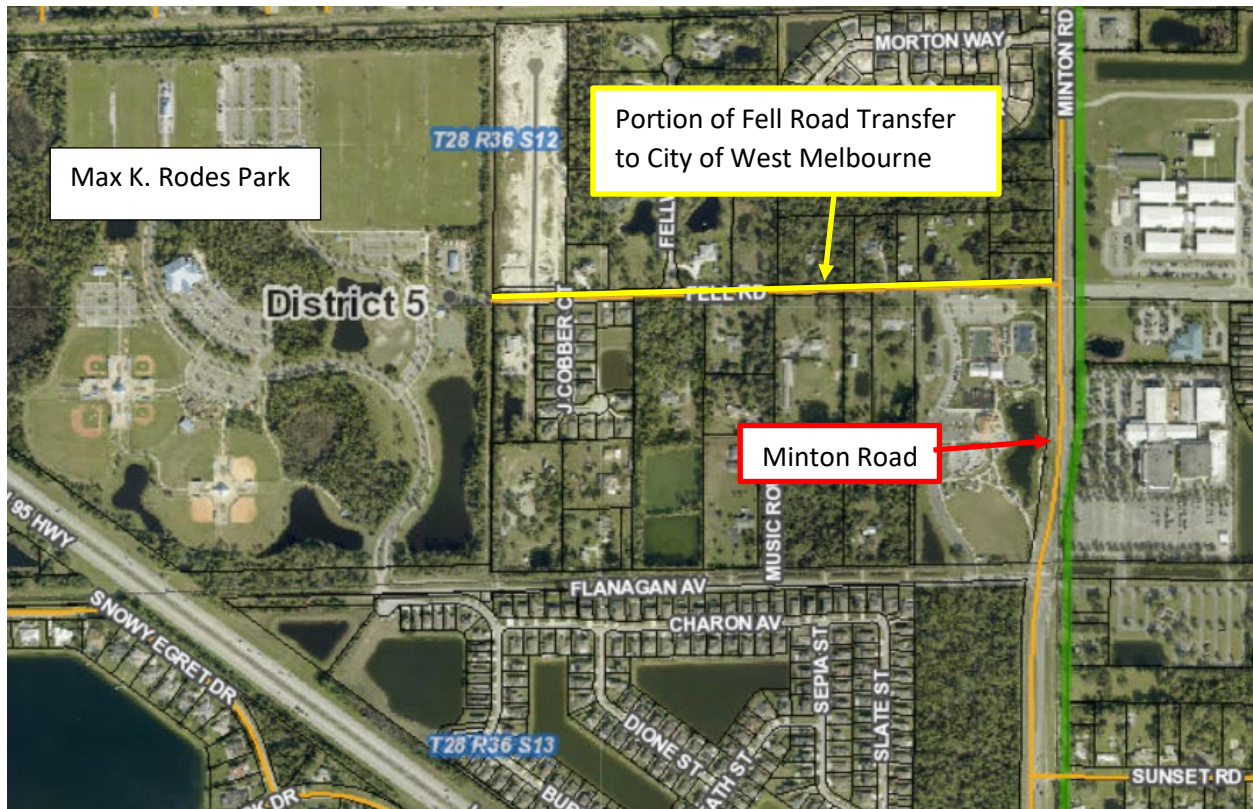 MORTON WAY
MINTON RD
Portion of Fell Road Transfer
to City of West Melbourne
T28 R36 S12
Max K. Rodes Park
District 5
FELL RD
J COBBER CT
Minton Road
MUSIC ROW
95 HWY
FLANAGAN AV
CHARON AV
SNOWY EGRET DR
SEPIA ST
SLATE ST
DIONE ST
T28 R36 S13
SUNSET RD